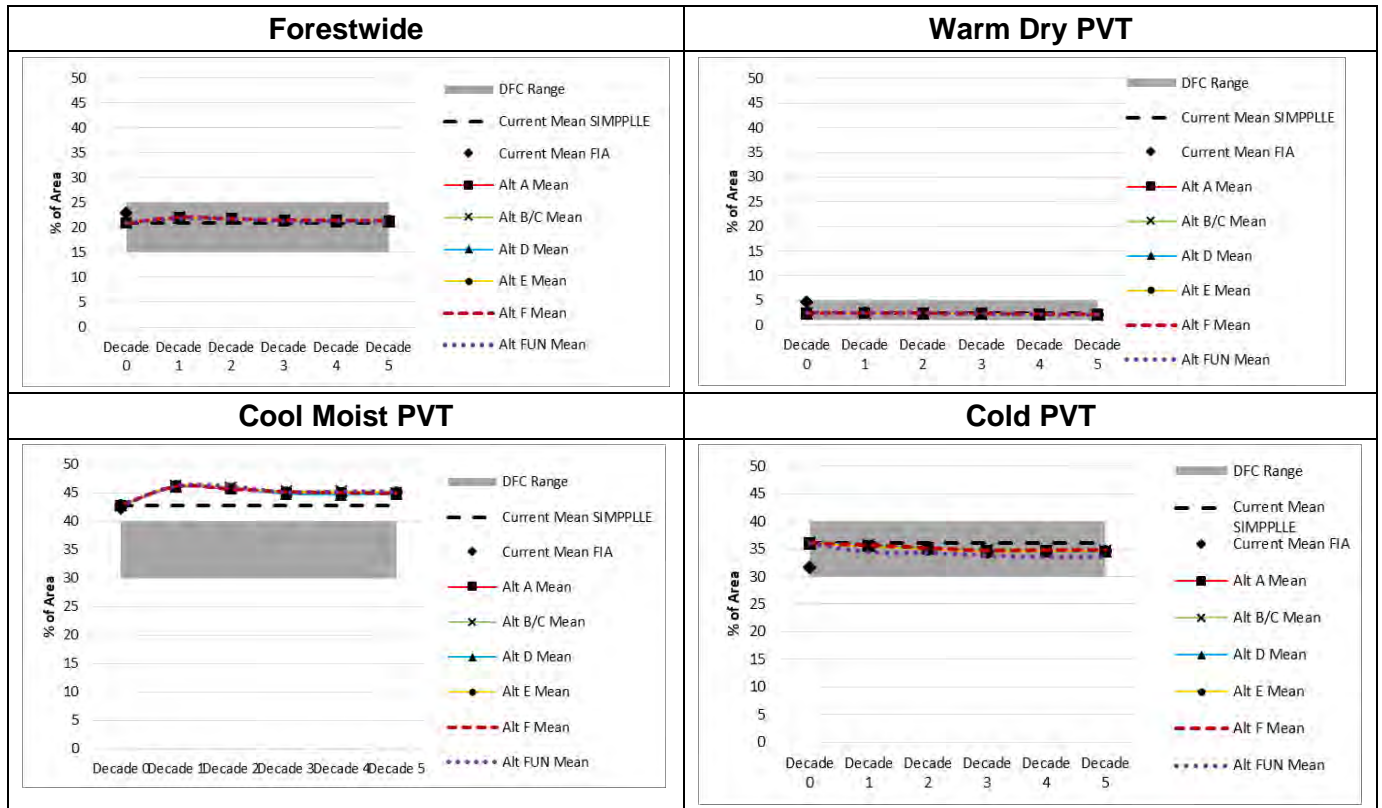 Forestwide
% of Area
50
45
40
35
30
25
20
15
10
5
0
Decade 0
Decade 1
Decade 2
Decade 3
Decade 4
Decade 5
DFC Range
Current Mean SIMPPLLE
Current Mean FIA
Alt A Mean
Alt B/C Mean
Alt D Mean
Alt E Mean
Alt F Mean
Alt FUN Mean
Warm Dry PVT
% of Area
50
45
40
35
30
25
20
15
10
5
0
Decade 0
Decade 1
Decade 2
Decade 3
Decade 4
Decade 5
DFC Range
Current Mean SIMPPLLE
Current Mean FIA
Alt A Mean
Alt B/C Mean
Alt D Mean
Alt E Mean
Alt F Mean
Alt FUN Mean
Cool Moist PVT
% of Area
50
45
40
35
30
25
20
15
10
5
0
Decade 0
Decade 1
Decade 2
Decade 3
Decade 4
Decade 5
DFC Range
Current Mean SIMPPLLE
Current Mean FIA
Alt A Mean
Alt B/C Mean
Alt D Mean
Alt E Mean
Alt F Mean
Alt FUN Mean
Cold PVT
% of Area
50
45
40
35
30
25
20
15
10
5
0
Decade 0
Decade 1
Decade 2
Decade 3
Decade 4
Decade 5
DFC Range
Current Mean
SIMPPLLE
Current Mean FIA
Alt A Mean
Alt B/C Mean
Alt D Mean
Alt E Mean
Alt F Mean
Alt FUN Mean